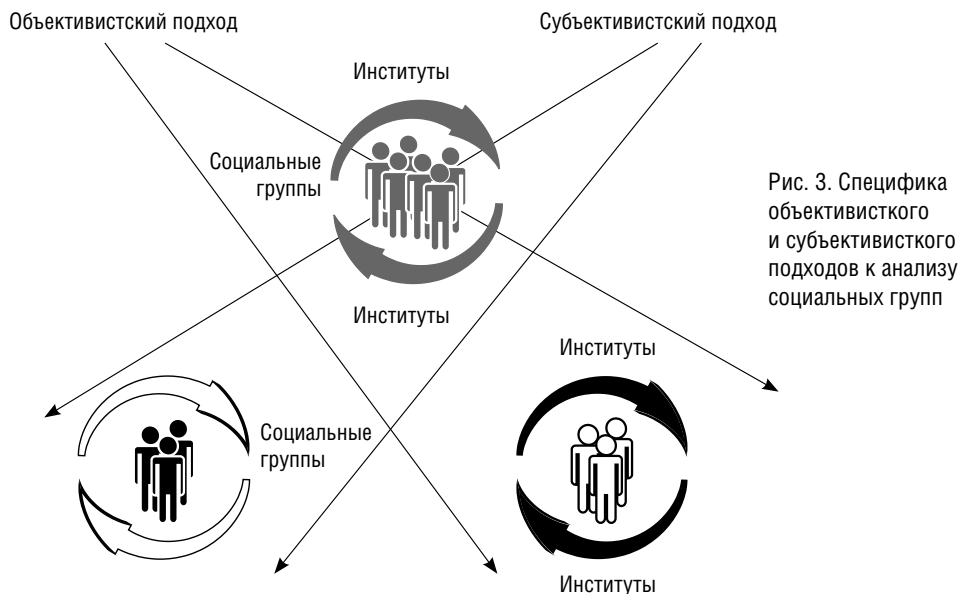 Объективистский подход
Субъективистский подход
Институты
Социальные
группы
Рис. 3. Специфика
объективисткого
и субъективисткого
подходов к анализу
социальных групп
Институты
Институты
Социальные
группы
Институты